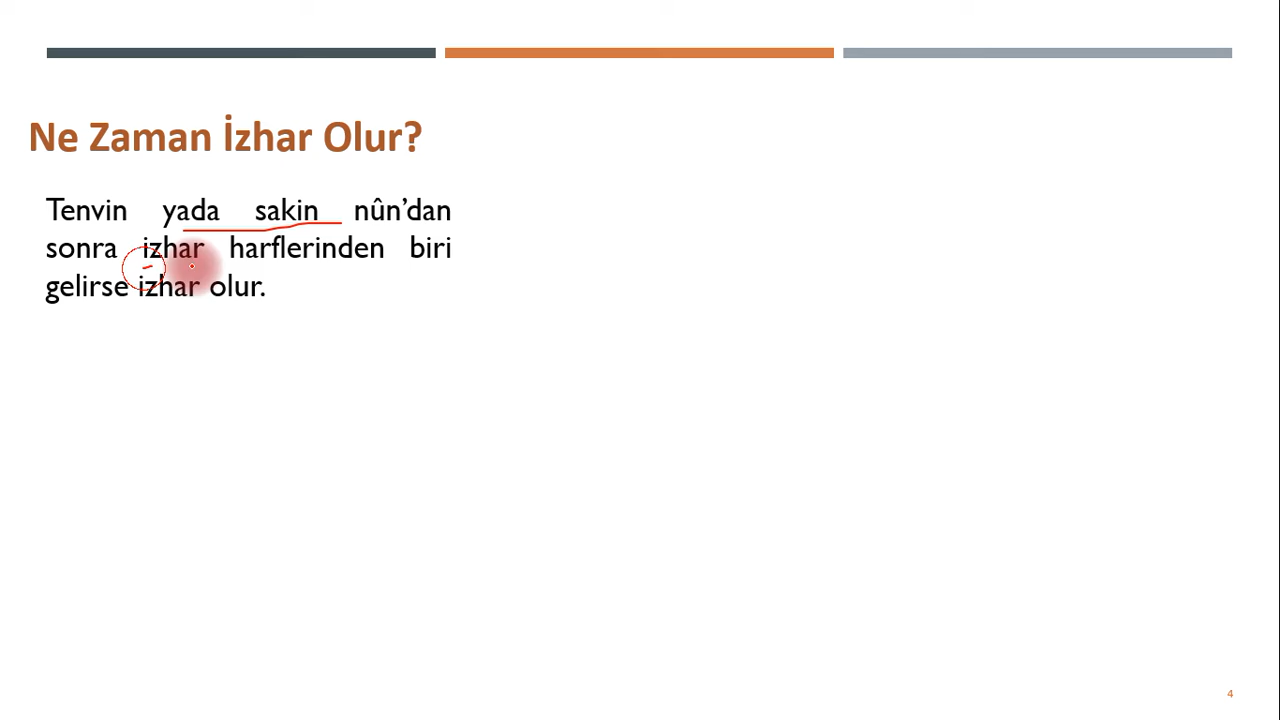 Ne Zaman İzhar Olur?
Tenvin yada sakin nûn’dan
sonra izhar harflerinden biri
gelirse izhar olur.
4